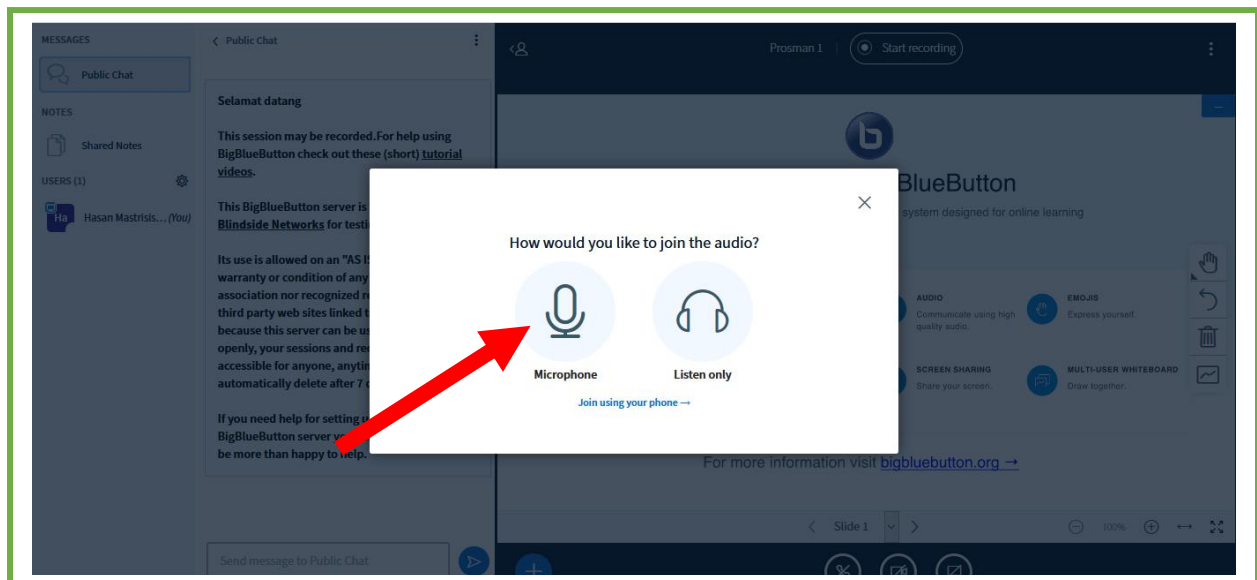 MESSAGES
Public Chat
NOTES
Shared Notes
USERS (1)
Ha
Hasan Mastrisis... (You)
Public Chat
Selamat datang
This session may be recorded.For help using
BigBlueButton check out these (short) tutorial
videos.
This BigBlueButton server is
Blindside Networks for testi
Its use is allowed on an "AS I
warranty or condition of any
association nor recognized r
third party web sites linked t
because this server can be u
openly, your sessions and re
accessible for anyone, anyti
automatically delete after 7
If you need help for setting u
BigBlueButton server y
be more than happy to help.
Send message to Public Chat
Prosman 1
Start recording
b
BlueButton
system designed for online learning
AUDIO
Communicate using high
quality audio.
EMOJIS
Express yourself.
SCREEN SHARING
Share your screen.
MULTI-USER WHITEBOARD
Draw together.
For more information visit bigbluebutton.org →
Slide 1
100%
How would you like to join the audio?
Microphone
Listen only
Join using your phone →